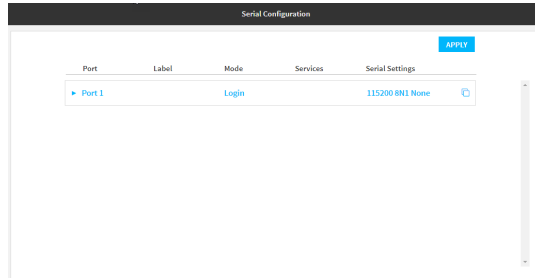 Serial Configuration
APPLY
Port Label Mode Services Serial Settings
Port 1 Login 115200 8N1 None